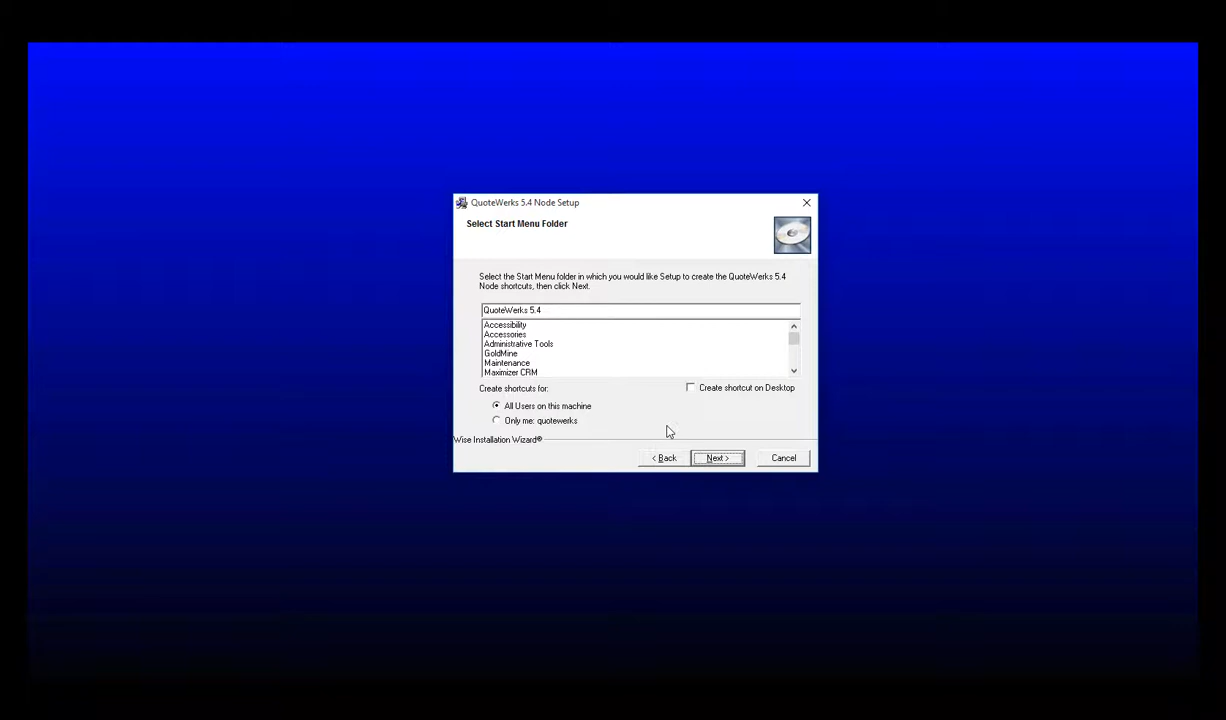 QuoteWerks 5.4 Node Setup
Select Start Menu Folder
Select the Start Menu folder in which you would like Setup to create the QuoteWerks 5.4
Node shortcuts, then click Next.
QuoteWerks 5.4
Accessibility
Accessories
Administrative Tools
GoldMine
Maintenance
Maximizer CRM
Create shortcuts for:
Create shortcut on Desktop
All Users on this machine
Only me: quotewerks
Wise Installation Wizard®
< Back
Next >
Cancel